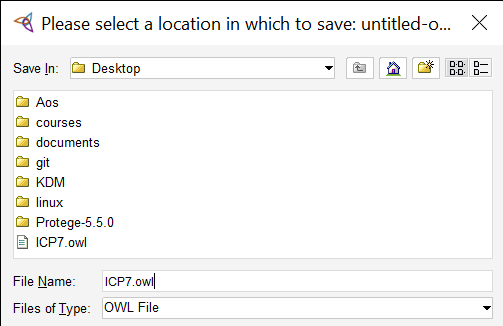 Please select a location in which to save: untitled-o...
Save In: Desktop
Aos
courses
documents
git
KDM
linux
Protege-5.5.0
ICP7.owl
File Name: ICP7.owl
Files of Type: OWL File